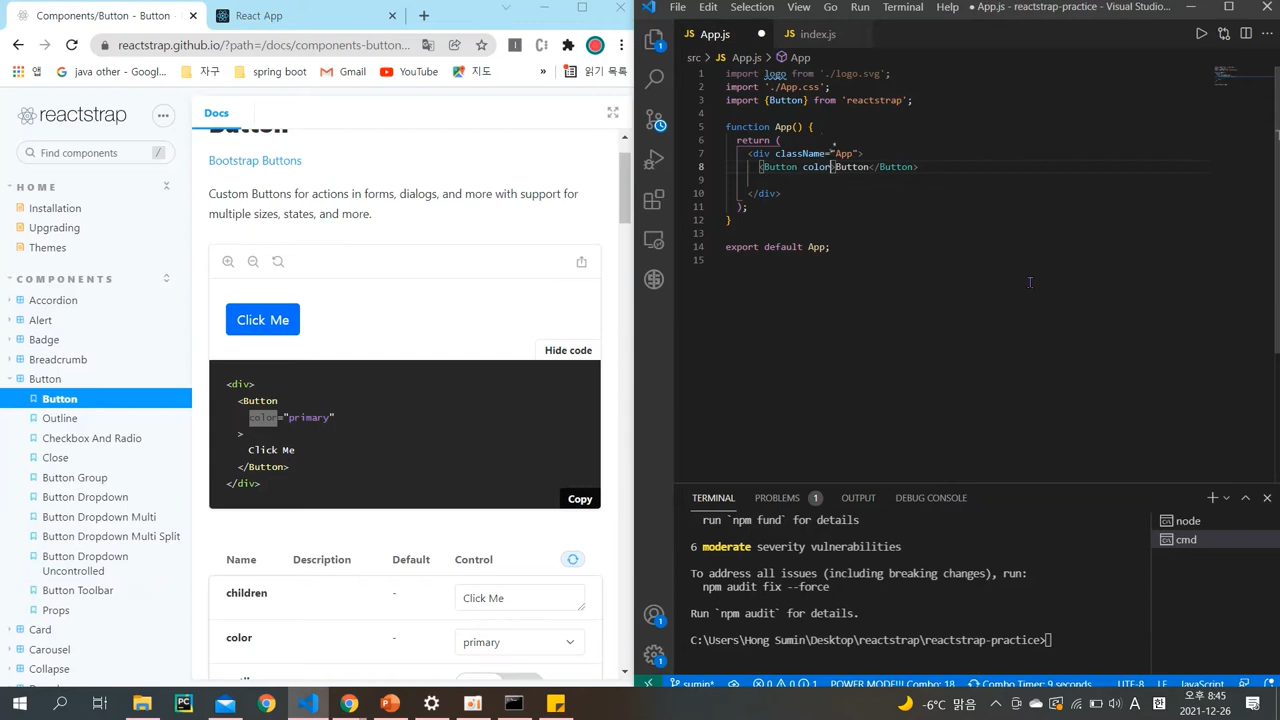 Components/Button - Button
React App
reactstrap.github.io/?path=/docs/components-button...
앱
java other - Googl...
자구
spring boot
Gmail
YouTube
지도
»
읽기 목록
reactstrap
Find components
/
HOME
Installation
Upgrading
Themes
COMPONENTS
Accordion
Alert
Badge
Breadcrumb
Button
Button
Outline
Checkbox And Radio
Close
Button Group
Button Dropdown
Button Dropdown Multi
Button Dropdown Multi Split
Button Dropdown
Uncontrolled
Button Toolbar
Props
Card
Carousel
Collapse
Docs
Button
Bootstrap Buttons
Custom Buttons for actions in forms, dialogs, and more with support for
multiple sizes, states, and more.
Click Me
Hide code
<div>
<Button
color="primary"
>
Click Me
</Button>
</div>
Copy
Name Description Default Control
children - Click Me
color - primary
File Edit Selection View Go Run Terminal Help
● App.js - reactstrap-practice - Visual Studio...
JS App.js ●
JS index.js
src > JS App.js > App
1 import logo from './logo.svg';
2 import './App.css';
3 import {Button} from 'reactstrap';
4
5 function App() {
6 return (
7 <div className="App">
8 <Button color>Button</Button>
9
10 </div>
11 );
12 }
13
14 export default App;
15
TERMINAL PROBLEMS 1 OUTPUT DEBUG CONSOLE
run `npm fund` for details
6 moderate severity vulnerabilities
To address all issues (including breaking changes), run:
npm audit fix --force
Run `npm audit` for details.
C:\Users\Hong Sumin\Desktop\reactstrap\reactstrap-practice>
node
cmd
sumin* 0 0 1 POWER MODE!!! Combo: 18 Combo Timer: 9 seconds UTF-8 LF JavaScript
-6°C 맑음
A
한
오후 6:45
2021-12-26